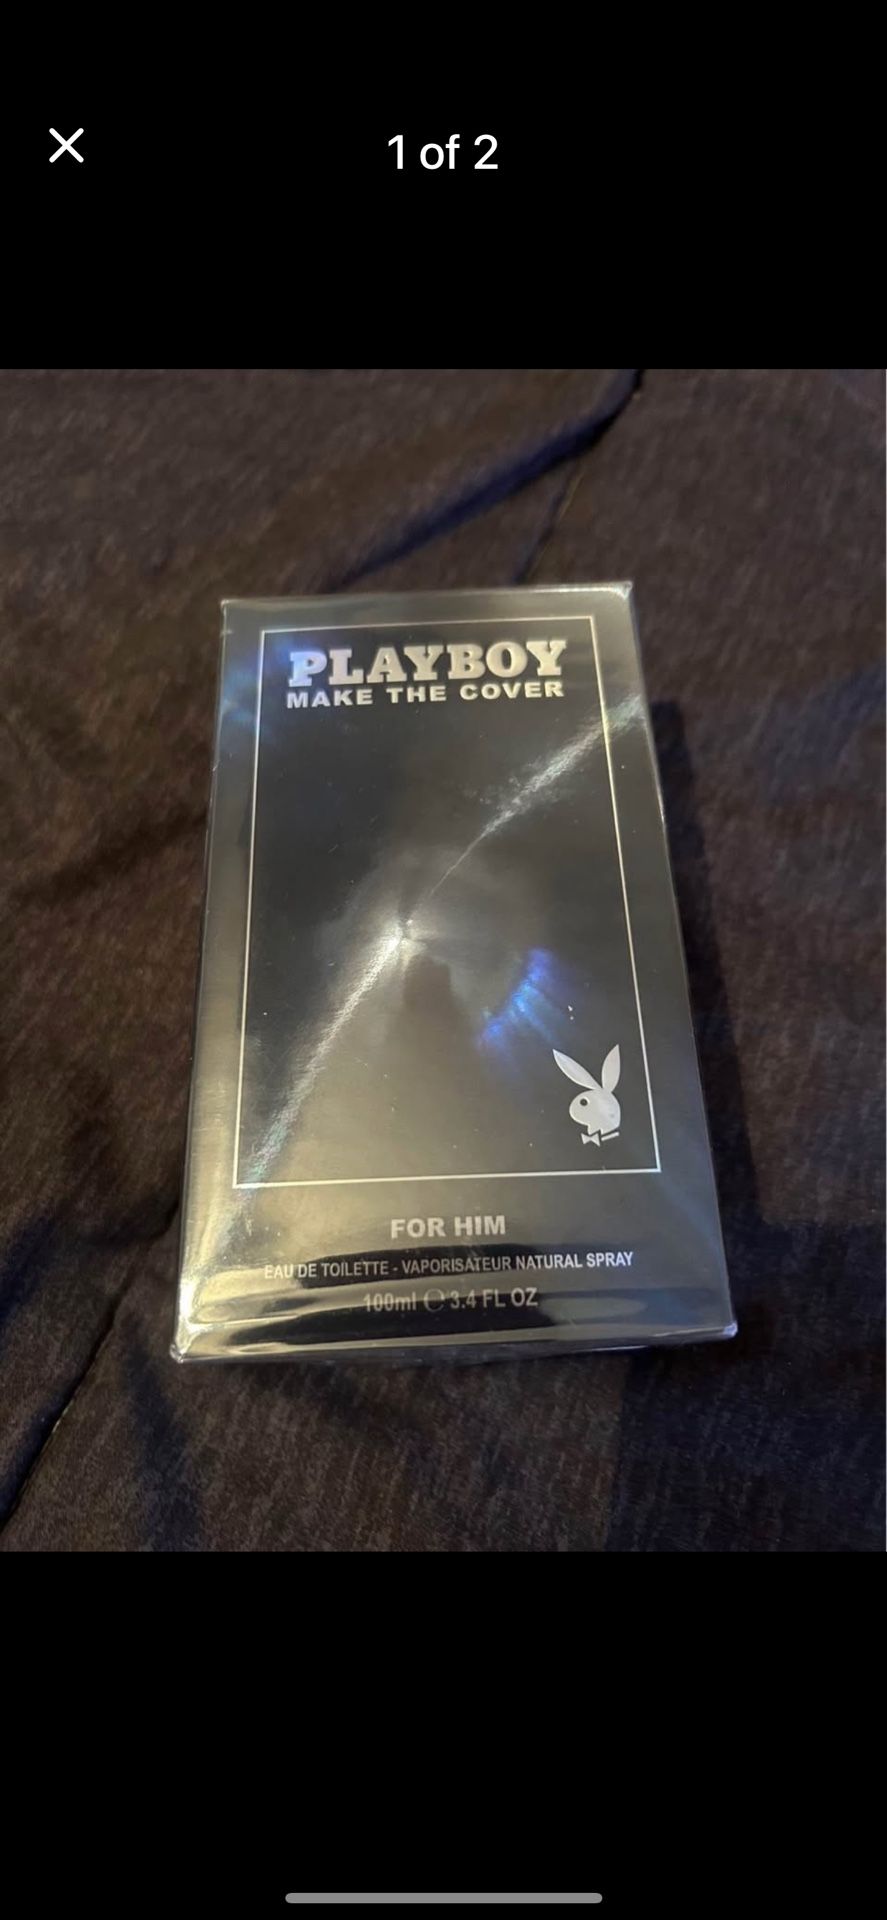 1 of 2
PLAYBOY
MAKE THE COVER
FOR HIM
EAU DE TOILETTE - VAPORISATEUR NATURAL SPRAY
100ml ℮ 3.4 FL OZ